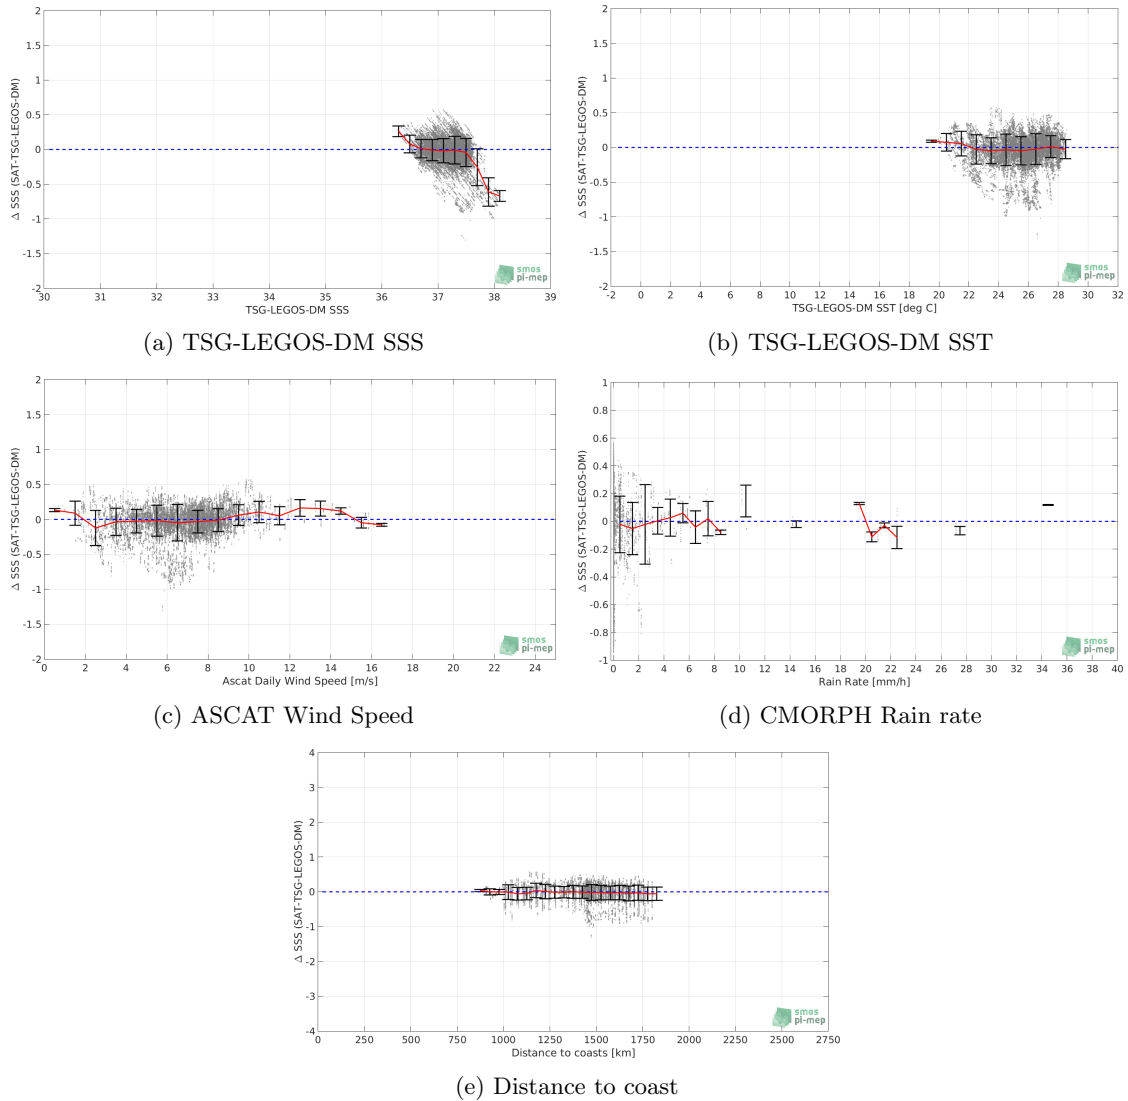 2
1.5
1
0.5
0
-0.5
-1
-1.5
-2
Δ SSS (SAT-TSG-LEGOS-DM)
30 31 32 33 34 35 36 37 38 39
TSG-LEGOS-DM SSS
smos
pi-mep
(a) TSG-LEGOS-DM SSS
2
1.5
1
0.5
0
-0.5
-1
-1.5
-2
Δ SSS (SAT-TSG-LEGOS-DM)
-2 0 2 4 6 8 10 12 14 16 18 20 22 24 26 28 30 32
TSG-LEGOS-DM SST [deg C]
smos
pi-mep
(b) TSG-LEGOS-DM SST
2
1.5
1
0.5
0
-0.5
-1
-1.5
-2
Δ SSS (SAT-TSG-LEGOS-DM)
0 2 4 6 8 10 12 14 16 18 20 22 24
Ascat Daily Wind Speed [m/s]
smos
pi-mep
(c) ASCAT Wind Speed
1
0.8
0.6
0.4
0.2
0
-0.2
-0.4
-0.6
-0.8
-1
Δ SSS (SAT-TSG-LEGOS-DM)
0 2 4 6 8 10 12 14 16 18 20 22 24 26 28 30 32 34 36 38 40
Rain Rate [mm/h]
smos
pi-mep
(d) CMORPH Rain rate
4
3
2
1
0
-1
-2
-3
-4
Δ SSS (SAT-TSG-LEGOS-DM)
0 250 500 750 1000 1250 1500 1750 2000 2250 2500 2750
Distance to coasts [km]
smos
pi-mep
(e) Distance to coast